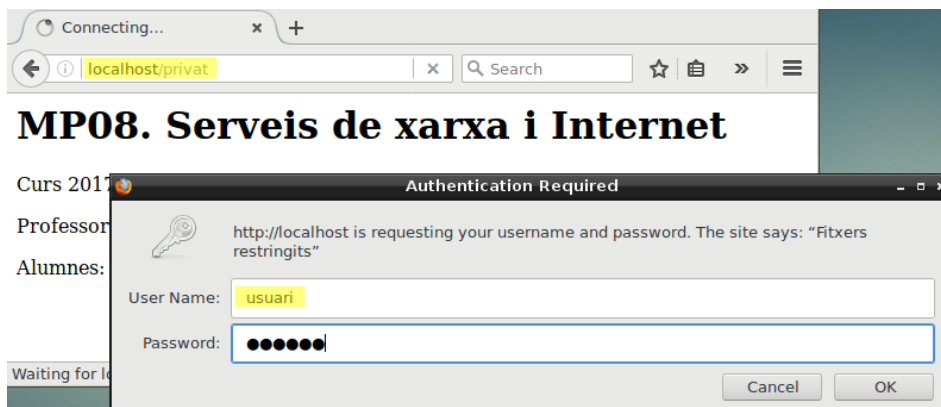 Connecting...
localhost/privat
Search
MP08. Serveis de xarxa i Internet
Curs 2017
Authentication Required
Professor
http://localhost is requesting your username and password. The site says: “Fitxers
restringits”
Alumnes:
User Name: usuari
Password:
Waiting for lo
Cancel OK